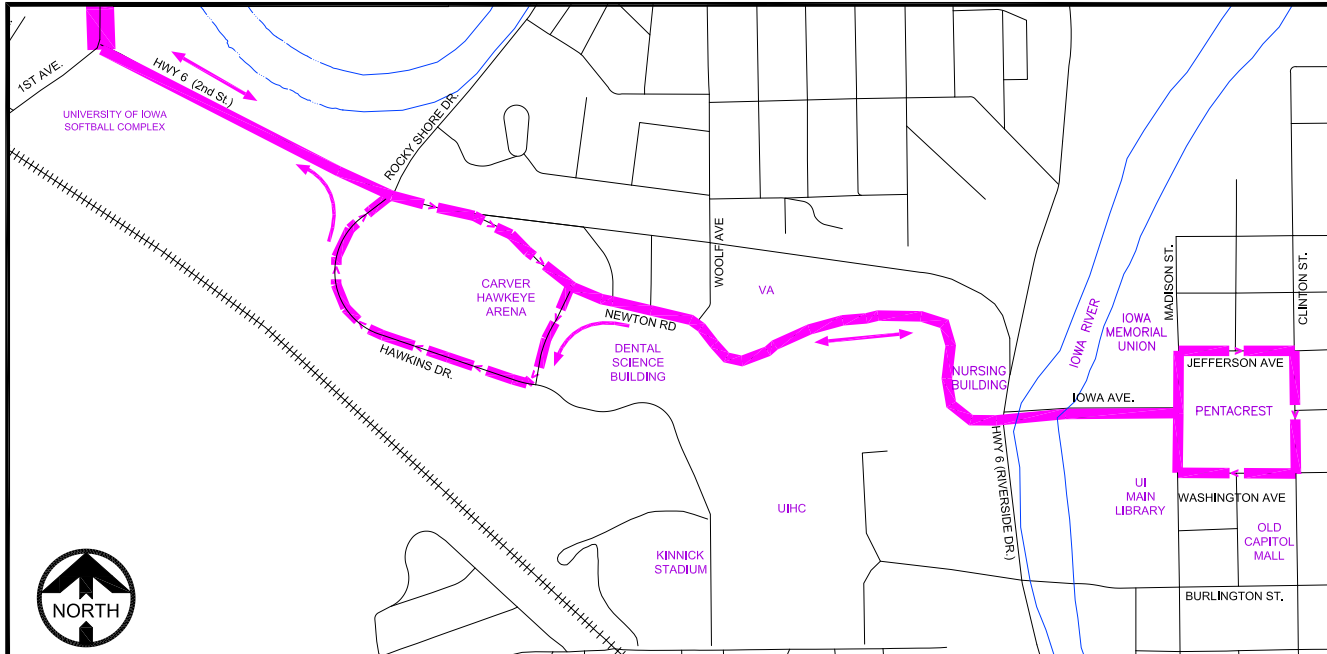 1ST AVE.
HWY 6 (2nd St.)
UNIVERSITY OF IOWA
SOFTBALL COMPLEX
ROCKY SHORE DR.
WOOLF AVE
VA
CARVER
HAWKEYE
ARENA
NEWTON RD
HAWKINS DR.
DENTAL
SCIENCE
BUILDING
NURSING
BUILDING
IOWA RIVER
IOWA
MEMORIAL
UNION
MADISON ST.
CLINTON ST.
JEFFERSON AVE
IOWA AVE.
PENTACREST
HWY 6 (RIVERSIDE DR.)
UI
MAIN
LIBRARY
WASHINGTON AVE
OLD
CAPITOL
MALL
UIHC
KINNICK
STADIUM
BURLINGTON ST.
NORTH